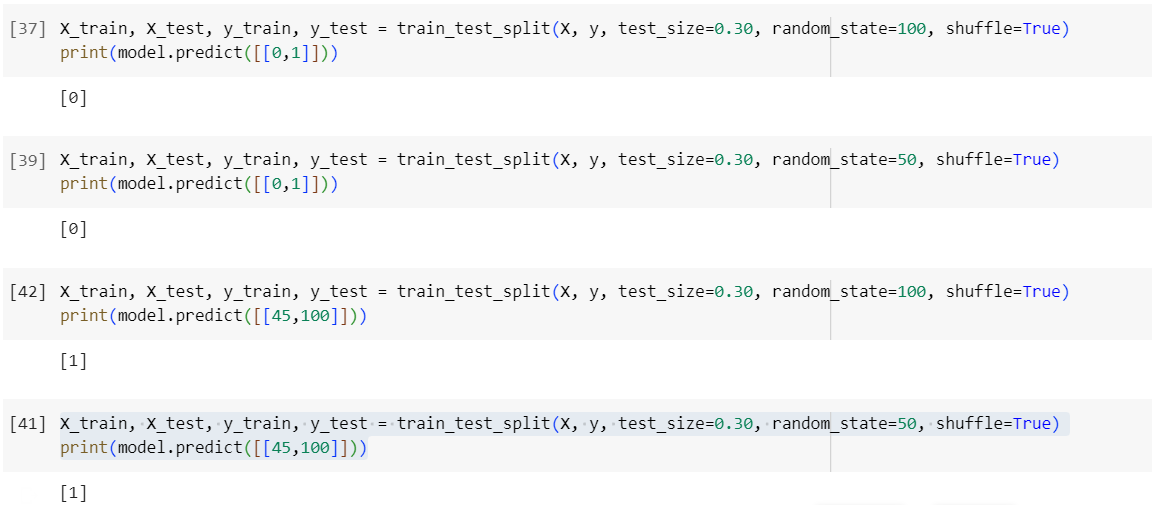 [37] X_train, X_test, y_train, y_test = train_test_split(X, y, test_size=0.30, random_state=100, shuffle=True)
print(model.predict([[0,1]]))
[0]
[39] X_train, X_test, y_train, y_test = train_test_split(X, y, test_size=0.30, random_state=50, shuffle=True)
print(model.predict([[0,1]]))
[0]
[42] X_train, X_test, y_train, y_test = train_test_split(X, y, test_size=0.30, random_state=100, shuffle=True)
print(model.predict([[45,100]]))
[1]
[41] X_train, X_test, y_train, y_test = train_test_split(X, y, test_size=0.30, random_state=50, shuffle=True)
print(model.predict([[45,100]]))
[1]